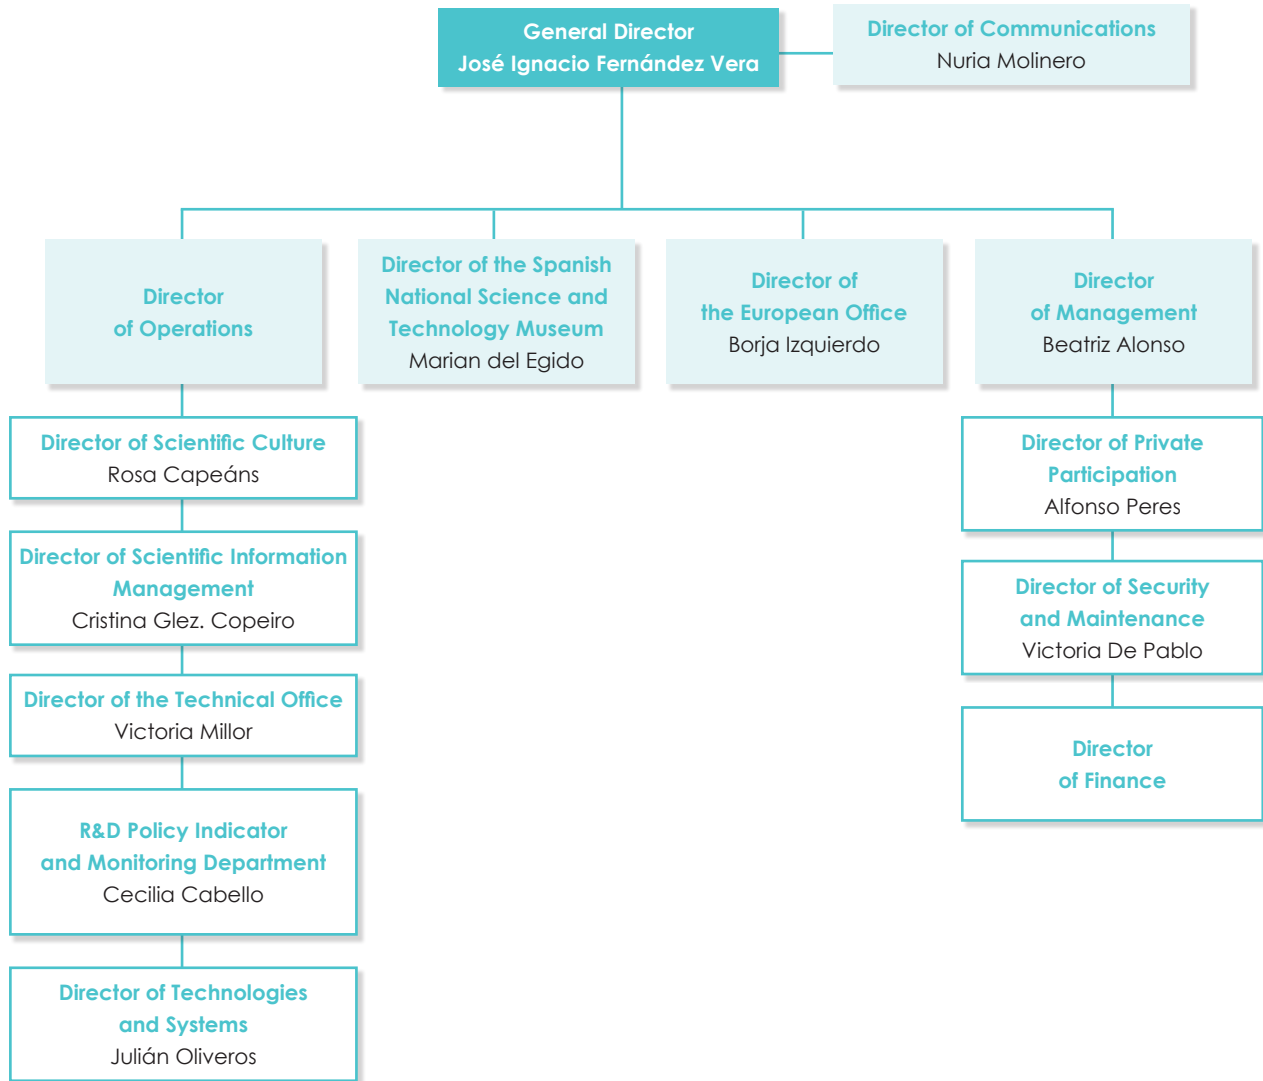 General Director
José Ignacio Fernández Vera
Director of Communications
Nuria Molinero
Director
of Operations
Director of the Spanish
National Science and
Technology Museum
Marian del Egido
Director of
the European Office
Borja Izquierdo
Director
of Management
Beatriz Alonso
Director of Scientific Culture
Rosa Capeáns
Director of Scientific Information
Management
Cristina Glez. Copeiro
Director of the Technical Office
Victoria Millor
R&D Policy Indicator
and Monitoring Department
Cecilia Cabello
Director of Technologies
and Systems
Julián Oliveros
Director of Private
Participation
Alfonso Peres
Director of Security
and Maintenance
Victoria De Pablo
Director
of Finance